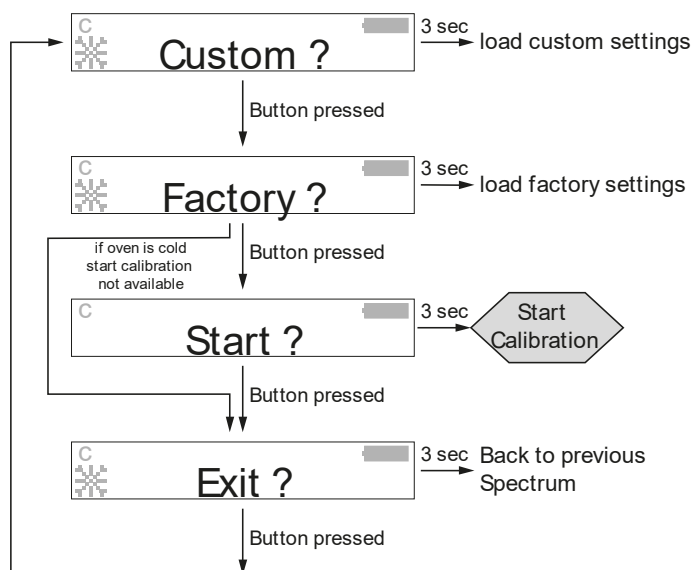 C
3 sec
Custom ?
load custom settings
Button pressed
C
3 sec
Factory ?
load factory settings
if oven is cold
start calibration
not available
Button pressed
C
3 sec
Start ?
Start
Calibration
Button pressed
C
3 sec
Exit ?
Back to previous
Spectrum
Button pressed